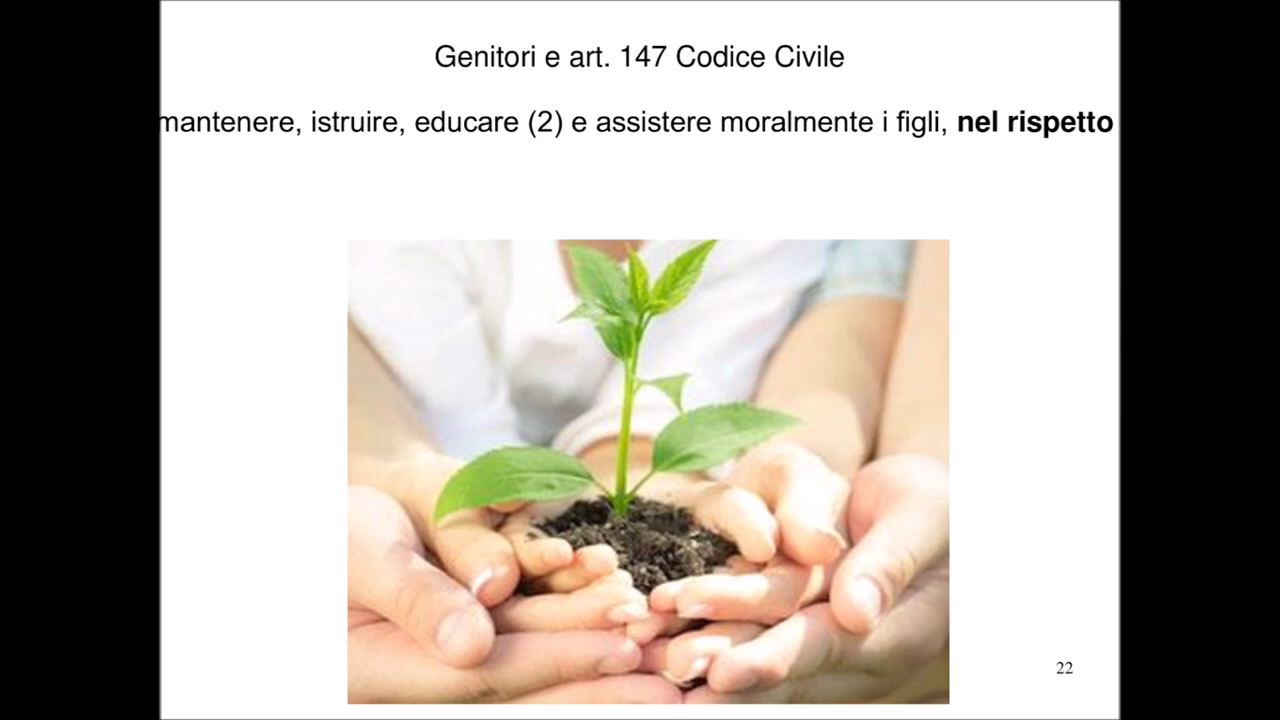 Genitori e art. 147 Codice Civile
mantenere, istruire, educare (2) e assistere moralmente i figli, nel rispetto
22